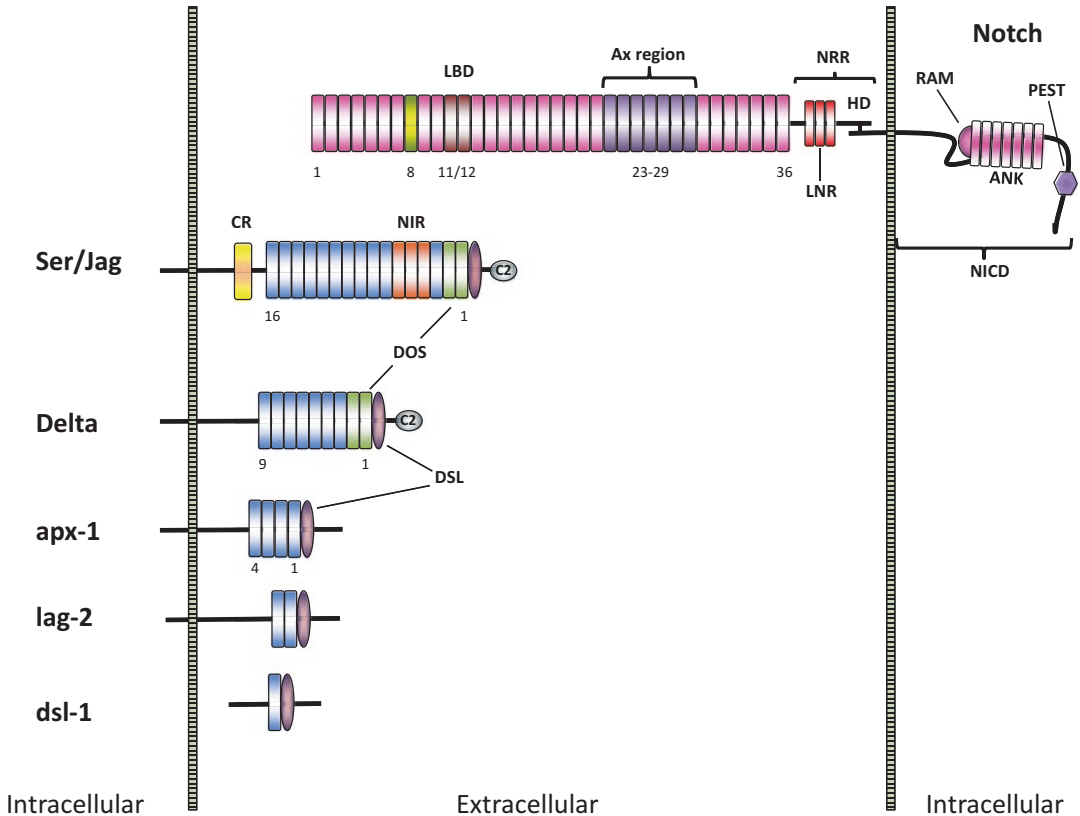 Notch
Ax region
NRR
LBD
RAM
PEST
HD
1
8
11/12
23-29
36
LNR
ANK
CR
NIR
NICD
Ser/Jag
C2
16
1
DOS
Delta
C2
9
1
DSL
apx-1
4
1
lag-2
dsl-1
Intracellular
Extracellular
Intracellular